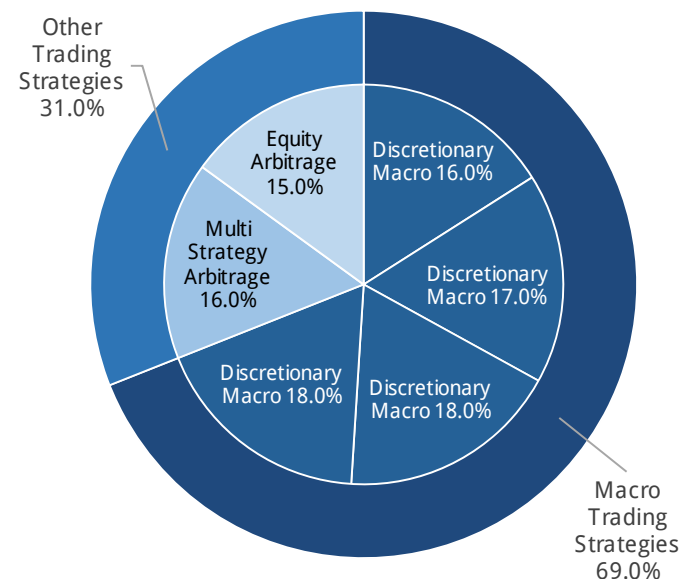 Other
Trading
Strategies
31.0%
Equity
Arbitrage
15.0%
Discretionary
Macro 16.0%
Multi
Strategy
Arbitrage
16.0%
Discretionary
Macro 17.0%
Discretionary
Macro 18.0%
Discretionary
Macro 18.0%
Macro
Trading
Strategies
69.0%